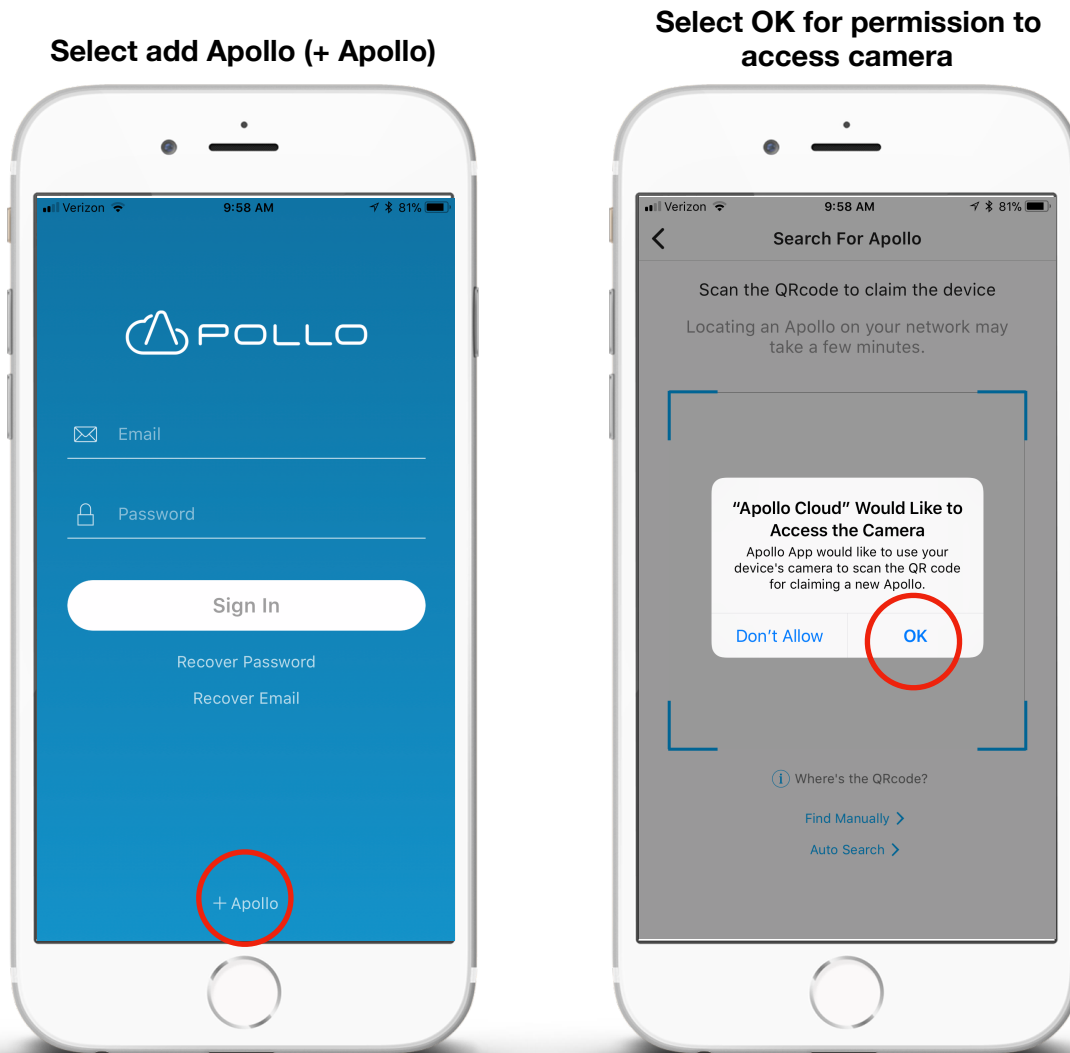 Select add Apollo (+ Apollo)
Verizon 9:58 AM 81%
APOLLO
Email
Password
Sign In
Recover Password
Recover Email
+ Apollo
Select OK for permission to
access camera
Verizon 9:58 AM 81%
Search For Apollo
Scan the QRcode to claim the device
Locating an Apollo on your network may
take a few minutes.
“Apollo Cloud” Would Like to
Access the Camera
Apollo App would like to use your
device's camera to scan the QR code
for claiming a new Apollo.
Don’t Allow OK
i Where's the QRcode?
Find Manually >
Auto Search >